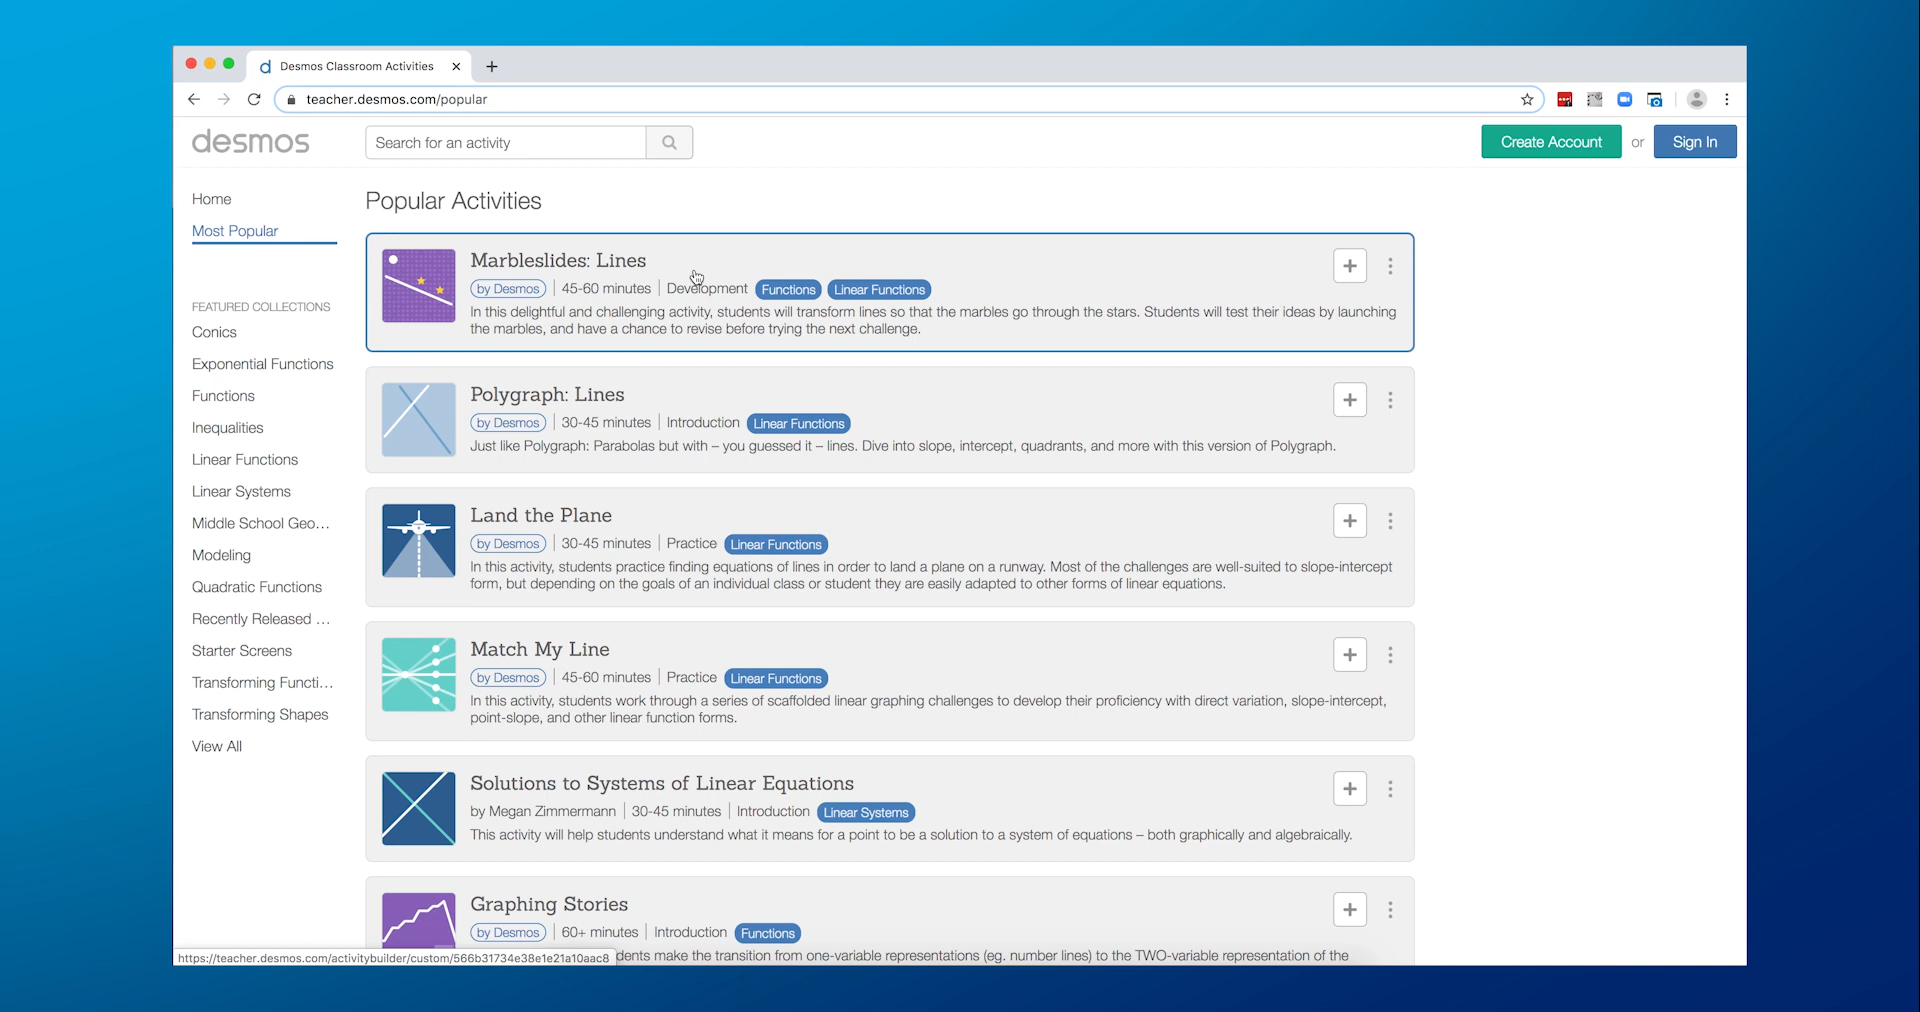 Desmos Classroom Activities
teacher.desmos.com/popular
desmos
Search for an activity
Create Account or Sign In
Home
Most Popular
FEATURED COLLECTIONS
Conics
Exponential Functions
Functions
Inequalities
Linear Functions
Linear Systems
Middle School Geo...
Modeling
Quadratic Functions
Recently Released ...
Starter Screens
Transforming Functi...
Transforming Shapes
View All
Popular Activities
Marbleslides: Lines
by Desmos | 45-60 minutes | Development Functions Linear Functions
In this delightful and challenging activity, students will transform lines so that the marbles go through the stars. Students will test their ideas by launching
the marbles, and have a chance to revise before trying the next challenge.
Polygraph: Lines
by Desmos | 30-45 minutes | Introduction Linear Functions
Just like Polygraph: Parabolas but with – you guessed it – lines. Dive into slope, intercept, quadrants, and more with this version of Polygraph.
Land the Plane
by Desmos | 30-45 minutes | Practice Linear Functions
In this activity, students practice finding equations of lines in order to land a plane on a runway. Most of the challenges are well-suited to slope-intercept
form, but depending on the goals of an individual class or student they are easily adapted to other forms of linear equations.
Match My Line
by Desmos | 45-60 minutes | Practice Linear Functions
In this activity, students work through a series of scaffolded linear graphing challenges to develop their proficiency with direct variation, slope-intercept,
point-slope, and other linear function forms.
Solutions to Systems of Linear Equations
by Megan Zimmermann | 30-45 minutes | Introduction Linear Systems
This activity will help students understand what it means for a point to be a solution to a system of equations – both graphically and algebraically.
Graphing Stories
by Desmos | 60+ minutes | Introduction Functions
dents make the transition from one-variable representations (eg. number lines) to the TWO-variable representation of the
https://teacher.desmos.com/activitybuilder/custom/566b31734e38e1e21a10aac8